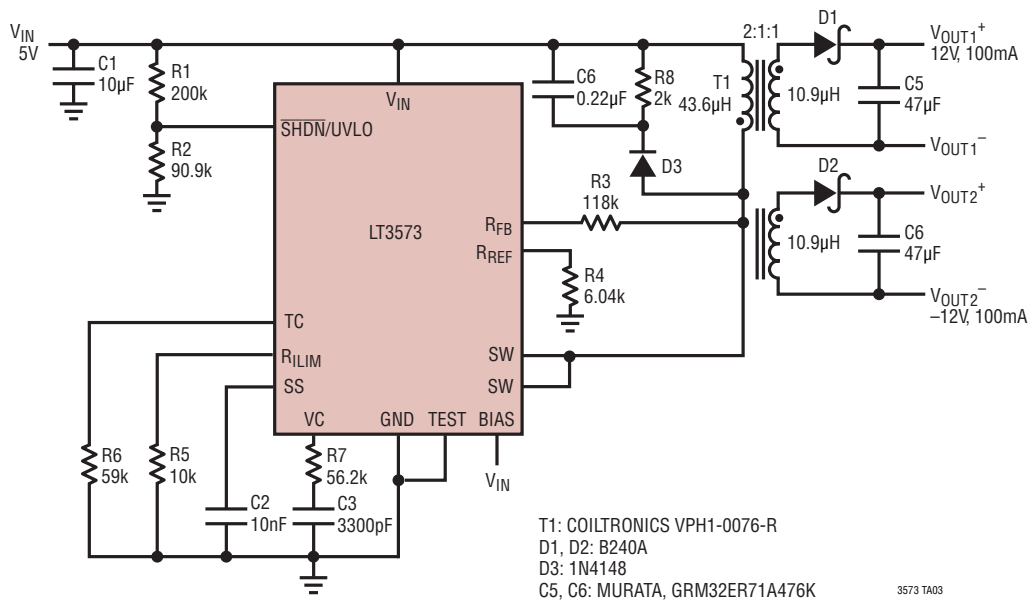 VIN
5V
C1
10µF
R1
200k
R2
90.9k
VIN
SHDN/UVLO
LT3573
RFB
RREF
TC
RILIM
SS
SW
SW
VC
GND
TEST
BIAS
VIN
C6
0.22µF
R8
2k
D3
R3
118k
R4
6.04k
2:1:1
T1
43.6µH
10.9µH
D1
C5
47µF
VOUT1+
12V, 100mA
VOUT1–
10.9µH
D2
C6
47µF
VOUT2+
VOUT2–
–12V, 100mA
R6
59k
R5
10k
C2
10nF
R7
56.2k
C3
3300pF
T1: COILTRONICS VPH1-0076-R
D1, D2: B240A
D3: 1N4148
C5, C6: MURATA, GRM32ER71A476K
3573 TA03